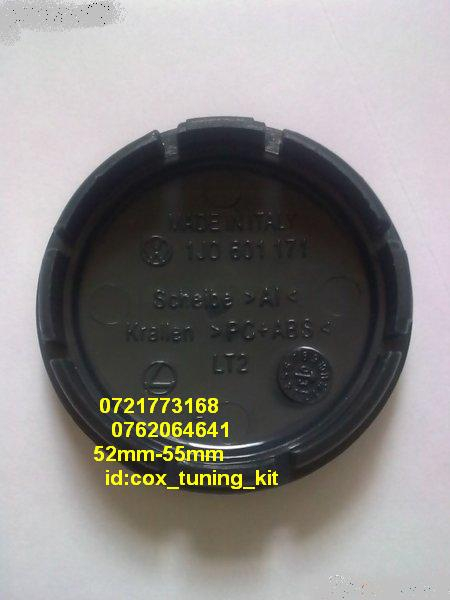 MADE IN ITALY
1J0 601 171
Scheibe >Al<
Krallen >PC+ABS<
LT2
0721773168
0762064641
52mm-55mm
id:cox_tuning_kit